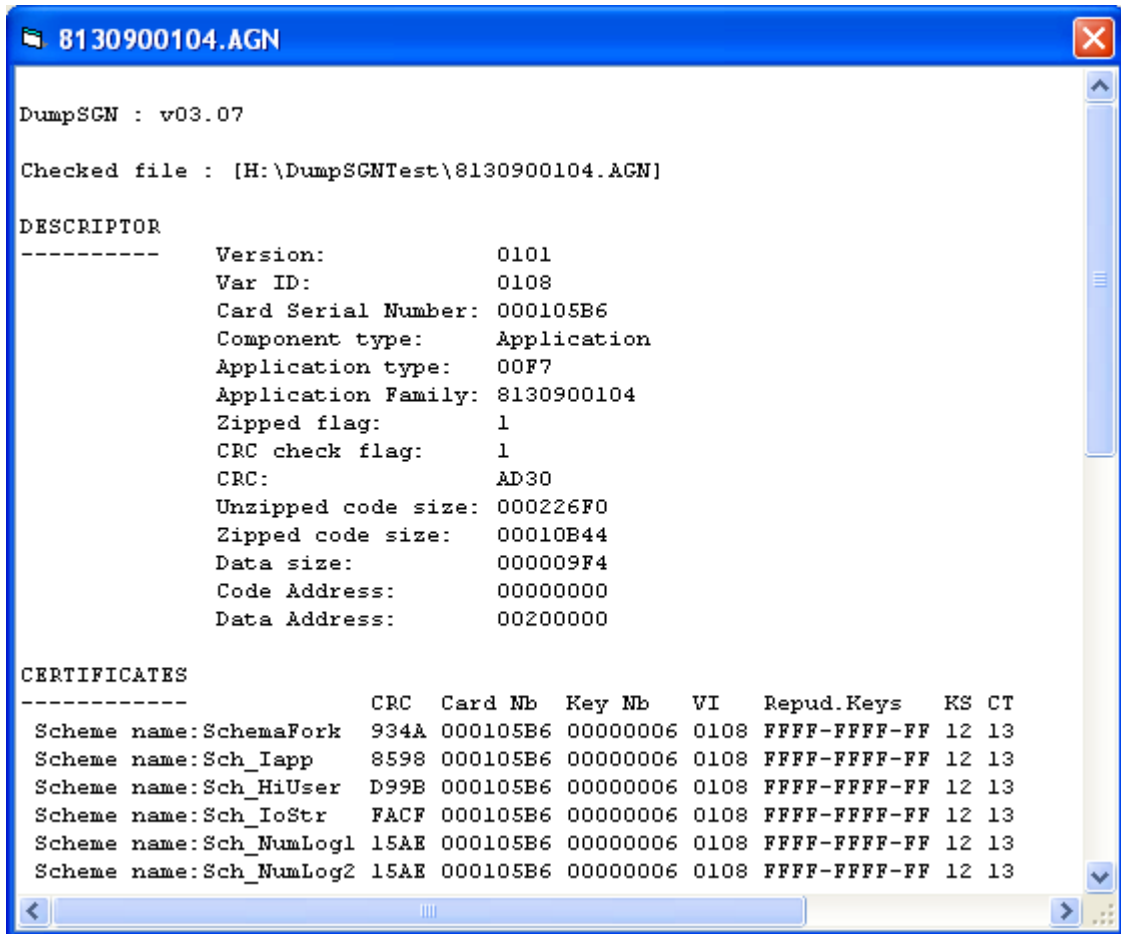 8130900104.AGN
DumpSGN : v03.07
Checked file : [H:\DumpSGNTest\8130900104.AGN]
DESCRIPTOR
---------- Version: 0101
Var ID: 0108
Card Serial Number: 000105B6
Component type: Application
Application type: 00F7
Application Family: 8130900104
Zipped flag: 1
CRC check flag: 1
CRC: AD30
Unzipped code size: 000226F0
Zipped code size: 00010B44
Data size: 000009F4
Code Address: 00000000
Data Address: 00200000
CERTIFICATES
------------ CRC Card Nb Key Nb VI Repud.Keys KS CT
Scheme name:SchemaFork 934A 000105B6 00000006 0108 FFFF-FFFF-FF 12 13
Scheme name:Sch_Iapp 8598 000105B6 00000006 0108 FFFF-FFFF-FF 12 13
Scheme name:Sch_HiUser D99B 000105B6 00000006 0108 FFFF-FFFF-FF 12 13
Scheme name:Sch_IoStr FACF 000105B6 00000006 0108 FFFF-FFFF-FF 12 13
Scheme name:Sch_NumLog1 15AE 000105B6 00000006 0108 FFFF-FFFF-FF 12 13
Scheme name:Sch_NumLog2 15AE 000105B6 00000006 0108 FFFF-FFFF-FF 12 13